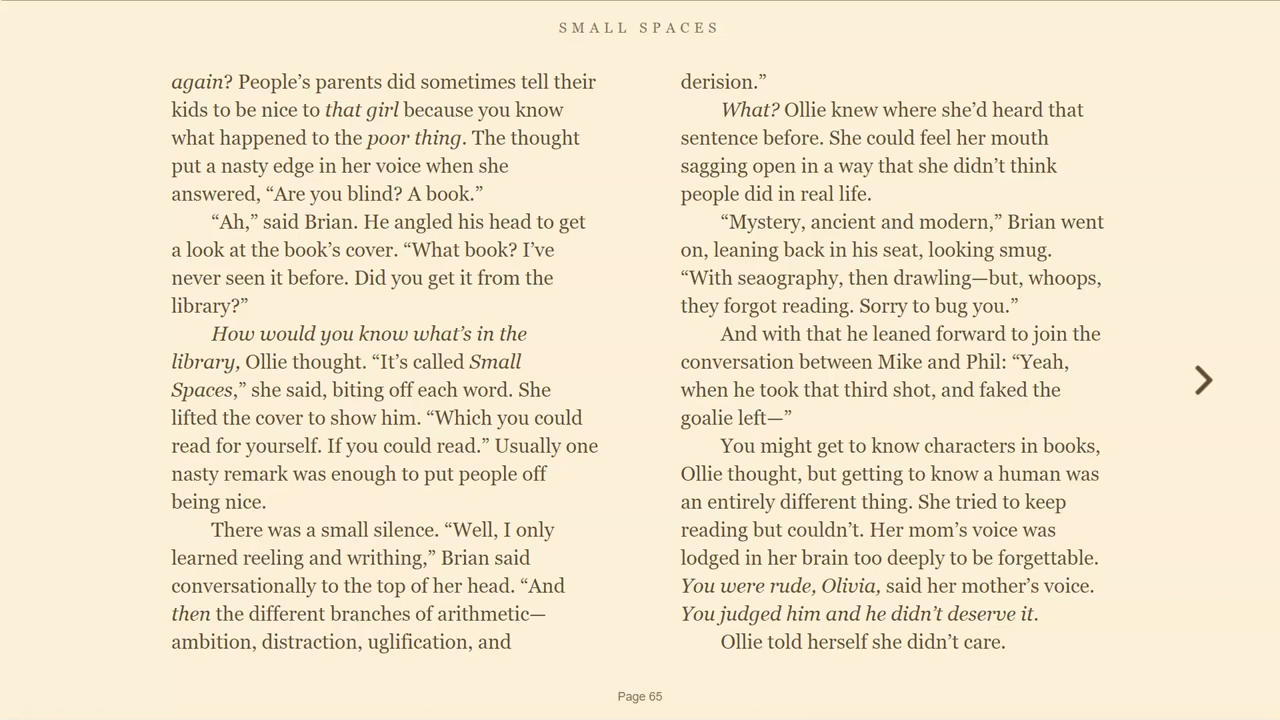 SMALL SPACES
again? People’s parents did sometimes tell their
kids to be nice to that girl because you know
what happened to the poor thing. The thought
put a nasty edge in her voice when she
answered, “Are you blind? A book.”
“Ah,” said Brian. He angled his head to get
a look at the book’s cover. “What book? I’ve
never seen it before. Did you get it from the
library?”
How would you know what’s in the
library, Ollie thought. “It’s called Small
Spaces,” she said, biting off each word. She
lifted the cover to show him. “Which you could
read for yourself. If you could read.” Usually one
nasty remark was enough to put people off
being nice.
There was a small silence. “Well, I only
learned reeling and writhing,” Brian said
conversationally to the top of her head. “And
then the different branches of arithmetic—
ambition, distraction, uglification, and
derision.”
What? Ollie knew where she’d heard that
sentence before. She could feel her mouth
sagging open in a way that she didn’t think
people did in real life.
“Mystery, ancient and modern,” Brian went
on, leaning back in his seat, looking smug.
“With seaography, then drawling—but, whoops,
they forgot reading. Sorry to bug you.”
And with that he leaned forward to join the
conversation between Mike and Phil: “Yeah,
when he took that third shot, and faked the
goalie left—”
You might get to know characters in books,
Ollie thought, but getting to know a human was
an entirely different thing. She tried to keep
reading but couldn’t. Her mom’s voice was
lodged in her brain too deeply to be forgettable.
You were rude, Olivia, said her mother’s voice.
You judged him and he didn’t deserve it.
Ollie told herself she didn’t care.
Page 65